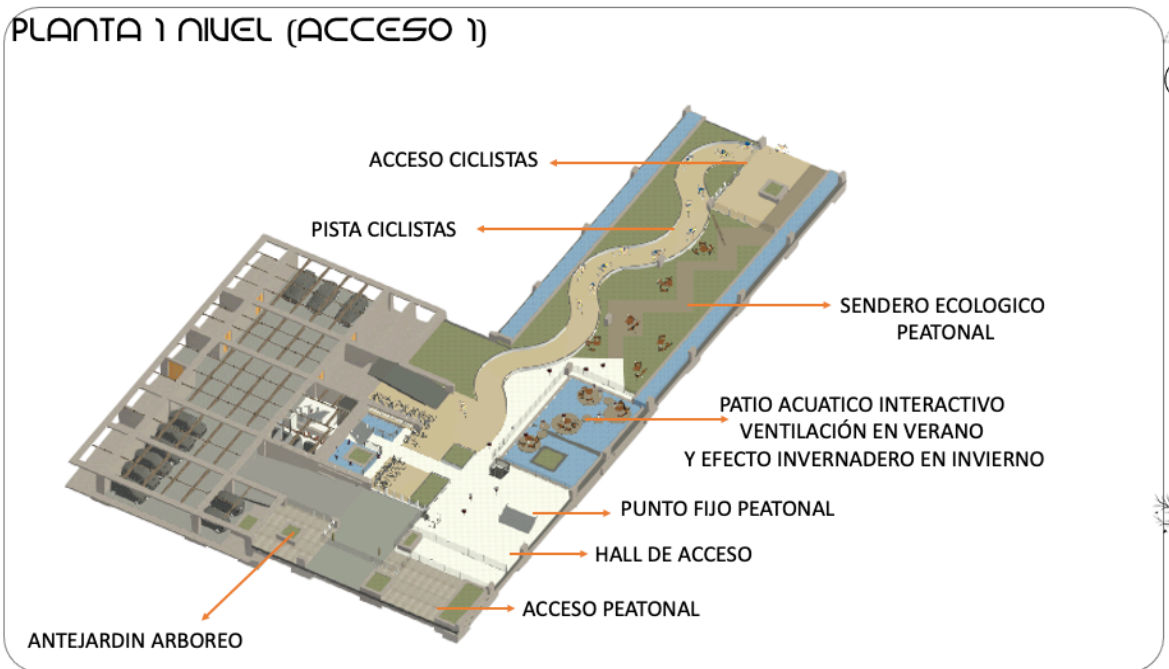 PLANTA 1 NIVEL (ACCESO 1)
ACCESO CICLISTAS
PISTA CICLISTAS
SENDERO ECOLOGICO
PEATONAL
PATIO ACUATICO INTERACTIVO
VENTILACIÓN EN VERANO
Y EFECTO INVERNADERO EN INVIERNO
PUNTO FIJO PEATONAL
HALL DE ACCESO
ACCESO PEATONAL
ANTEJARDIN ARBOREO